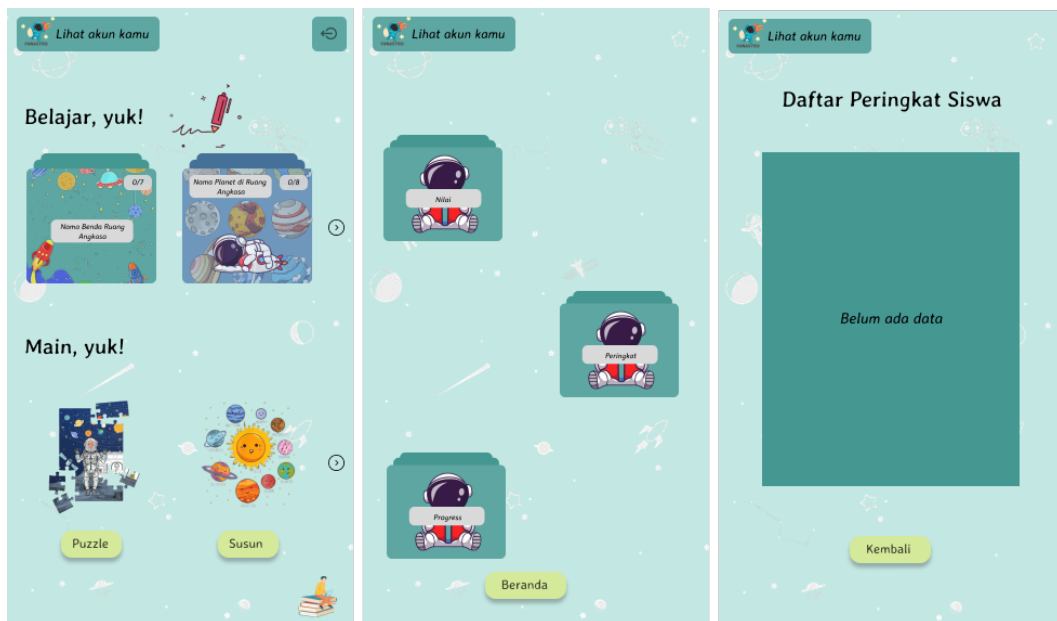 Lihat akun kamu
Belajar, yuk!
0/7
Nama Benda Ruang
Angkasa
Nama Planet di Ruang
Angkasa
0/8
Main, yuk!
Puzzle
Susun
Lihat akun kamu
Nilai
Peringkat
Progress
Beranda
Lihat akun kamu
Daftar Peringkat Siswa
Belum ada data
Kembali